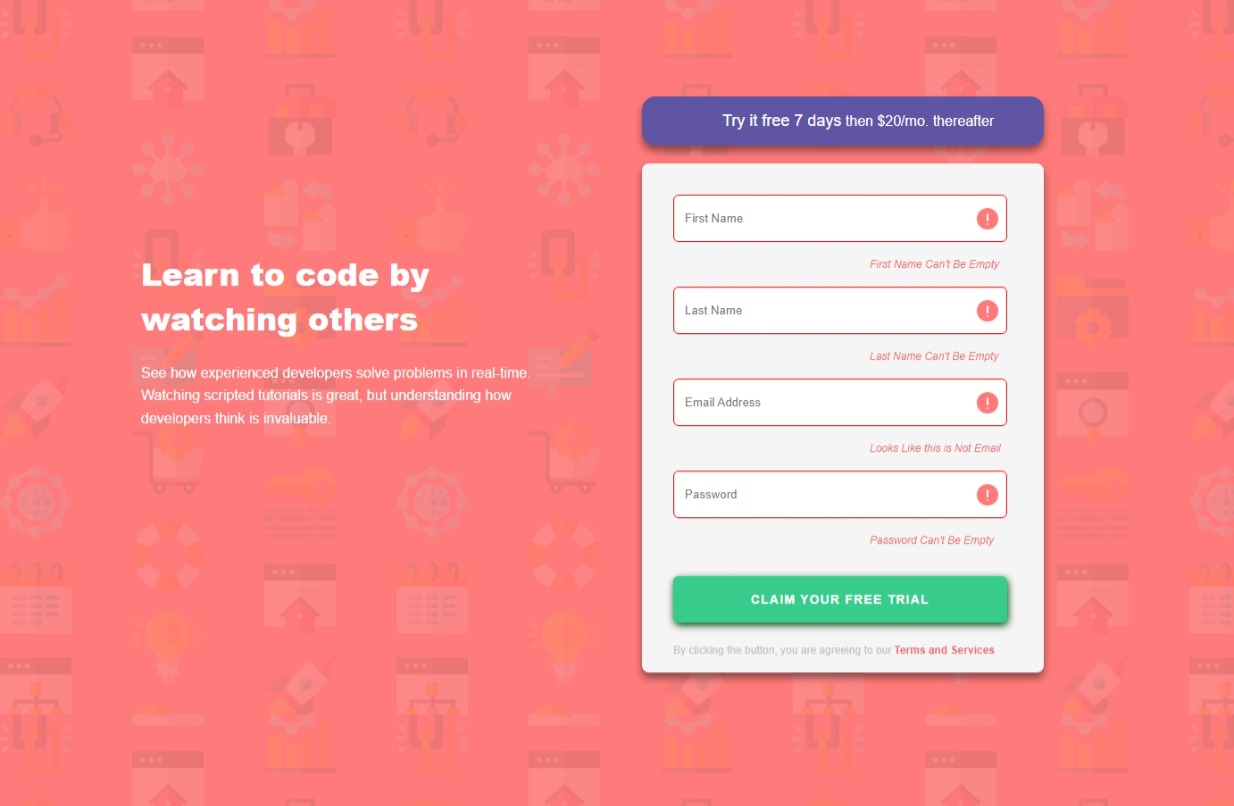 Learn to code by
watching others
See how experienced developers solve problems in real-time.
Watching scripted tutorials is great, but understanding how
developers think is invaluable.
Try it free 7 days then $20/mo. thereafter
First Name
First Name Can't Be Empty
Last Name
Last Name Can't Be Empty
Email Address
Looks Like this is Not Email
Password
Password Can't Be Empty
CLAIM YOUR FREE TRIAL
By clicking the button, you are agreeing to our Terms and Services